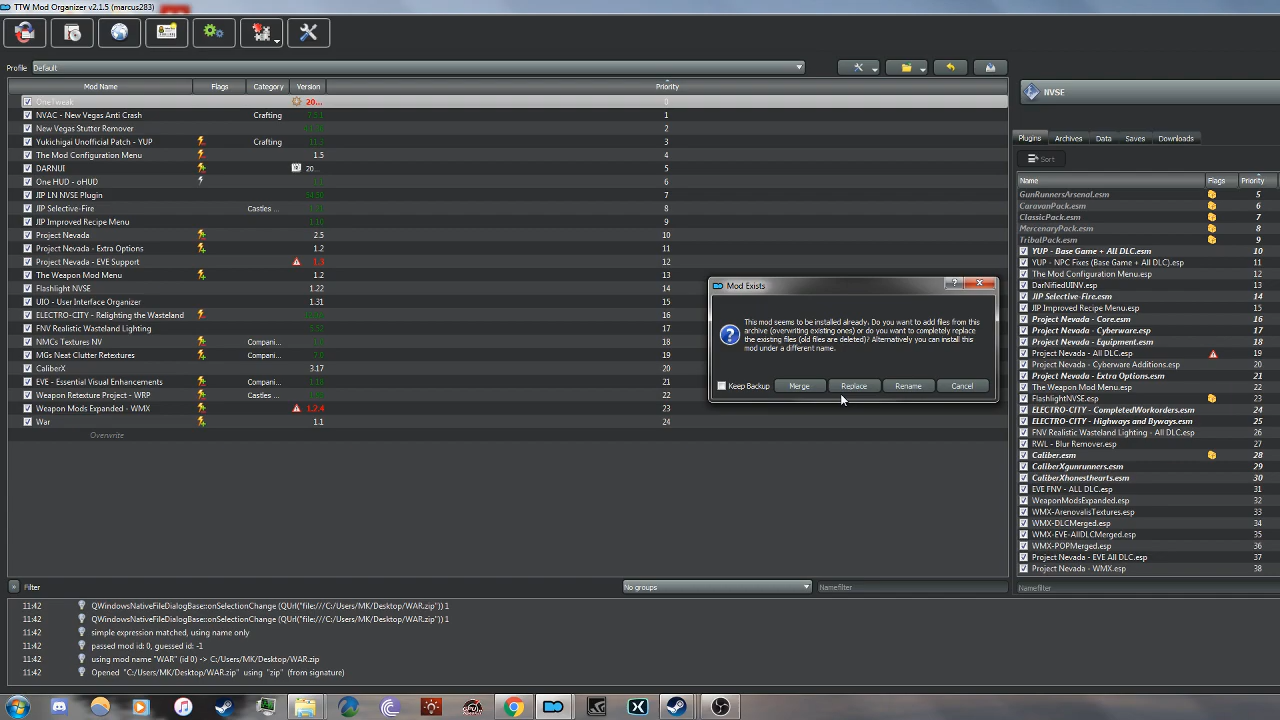 TTW Mod Organizer v2.1.5 (marcus283)
Profile Default
Mod Name Flags Category Version Priority
OneTweak 20... 0
NVAC - New Vegas Anti Crash Crafting 1
New Vegas Stutter Remover 2
Yukichigai Unofficial Patch - YUP Crafting 3
The Mod Configuration Menu 1.5 4
DARNUI 20... 5
One HUD - oHUD 6
JIP LN NVSE Plugin 7
JIP Selective-Fire Castles ... 8
JIP Improved Recipe Menu 9
Project Nevada 2.5 10
Project Nevada - Extra Options 1.2 11
Project Nevada - EVE Support 1.3 12
The Weapon Mod Menu 1.2 13
Flashlight NVSE 1.22 14
UIO - User Interface Organizer 1.31 15
ELECTRO-CITY - Relighting the Wasteland 16
FNV Realistic Wasteland Lighting 17
NMCs Textures NV Compani... 18
MGs Neat Clutter Retextures Compani... 19
CaliberX 3.17 20
EVE - Essential Visual Enhancements Compani... 21
Weapon Retexture Project - WRP Castles ... 22
Weapon Mods Expanded - WMX 1.2.4 23
War 1.1 24
Overwrite
Mod Exists
This mod seems to be installed already. Do you want to add files from this
archive (overwriting existing ones) or do you want to completely replace
the existing files (old files are deleted)? Alternatively you can install this
mod under a different name.
Keep Backup Merge Replace Rename Cancel
NVSE
Plugins Archives Data Saves Downloads
Sort
Name Flags Priority
GunRunnersArsenal.esm 5
CaravanPack.esm 6
ClassicPack.esm 7
MercenaryPack.esm 8
TribalPack.esm 9
YUP - Base Game + All DLC.esm 10
YUP - NPC Fixes (Base Game + All DLC).esp 11
The Mod Configuration Menu.esp 12
DarNifiedUINV.esp 13
JIP Selective-Fire.esm 14
JIP Improved Recipe Menu.esp 15
Project Nevada - Core.esm 16
Project Nevada - Cyberware.esp 17
Project Nevada - Equipment.esm 18
Project Nevada - All DLC.esp 19
Project Nevada - Cyberware Additions.esp 20
Project Nevada - Extra Options.esm 21
The Weapon Mod Menu.esp 22
FlashlightNVSE.esp 23
ELECTRO-CITY - CompletedWorkorders.esm 24
ELECTRO-CITY - Highways and Byways.esm 25
FNV Realistic Wasteland Lighting - All DLC.esp 26
RWL - Blur Remover.esp 27
Caliber.esm 28
CaliberXgunrunners.esm 29
CaliberXhonesthearts.esm 30
EVE FNV - ALL DLC.esp 31
WeaponModsExpanded.esp 32
WMX-ArenovalisTextures.esp 33
WMX-DLCMerged.esp 34
WMX-EVE-AllDLCMerged.esp 35
WMX-POPMerged.esp 36
Project Nevada - EVE All DLC.esp 37
Project Nevada - WMX.esp 38
Filter No groups Namefilter Namefilter
11:42 QWindowsNativeFileDialogBase::onSelectionChange (QUrl("file:///C:/Users/MK/Desktop/WAR.zip")) 1
11:42 QWindowsNativeFileDialogBase::onSelectionChange (QUrl("file:///C:/Users/MK/Desktop/WAR.zip")) 1
11:42 simple expression matched, using name only
11:42 passed mod id: 0, guessed id: -1
11:42 using mod name "WAR" (id 0) -> C:/Users/MK/Desktop/WAR.zip
11:42 Opened "C:/Users/MK/Desktop/WAR.zip" using "zip" (from signature)